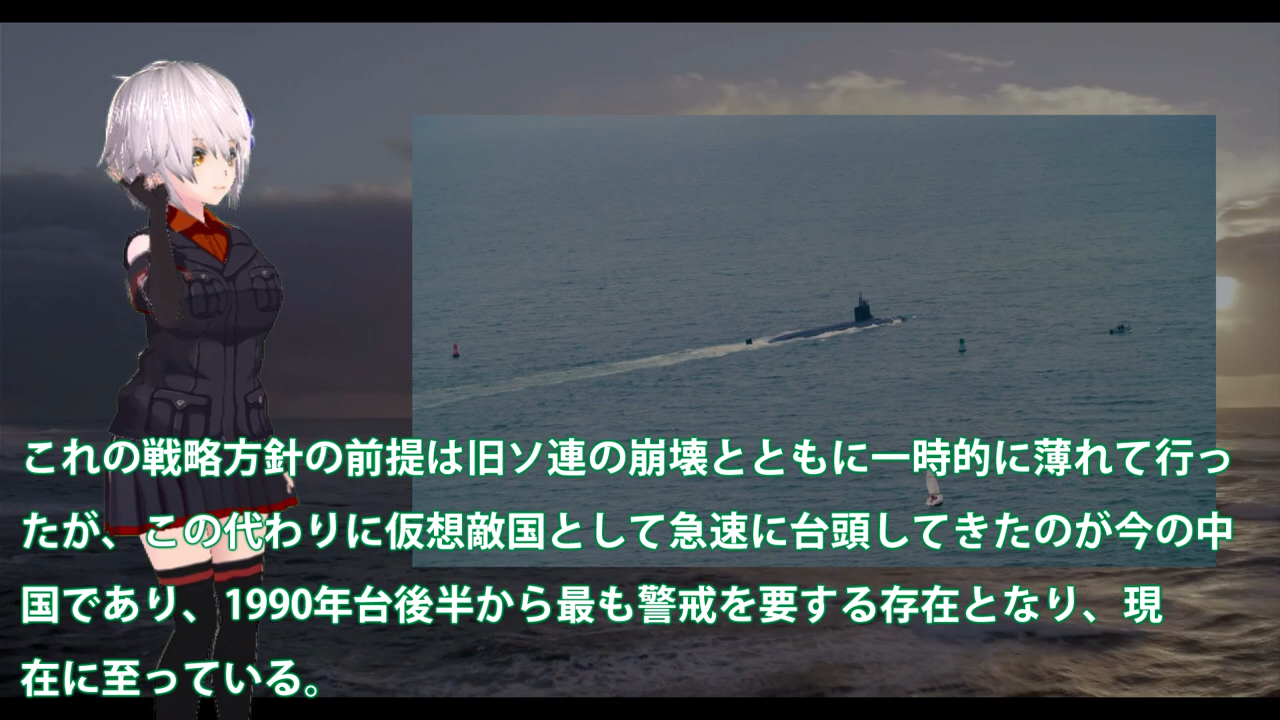 これの戦略方針の前提は旧ソ連の崩壊とともに一時的に薄れて行っ
たが、この代わりに仮想敵国として急速に台頭してきたのが今の中
国であり、1990年台後半から最も警戒を要する存在となり、現
在に至っている。